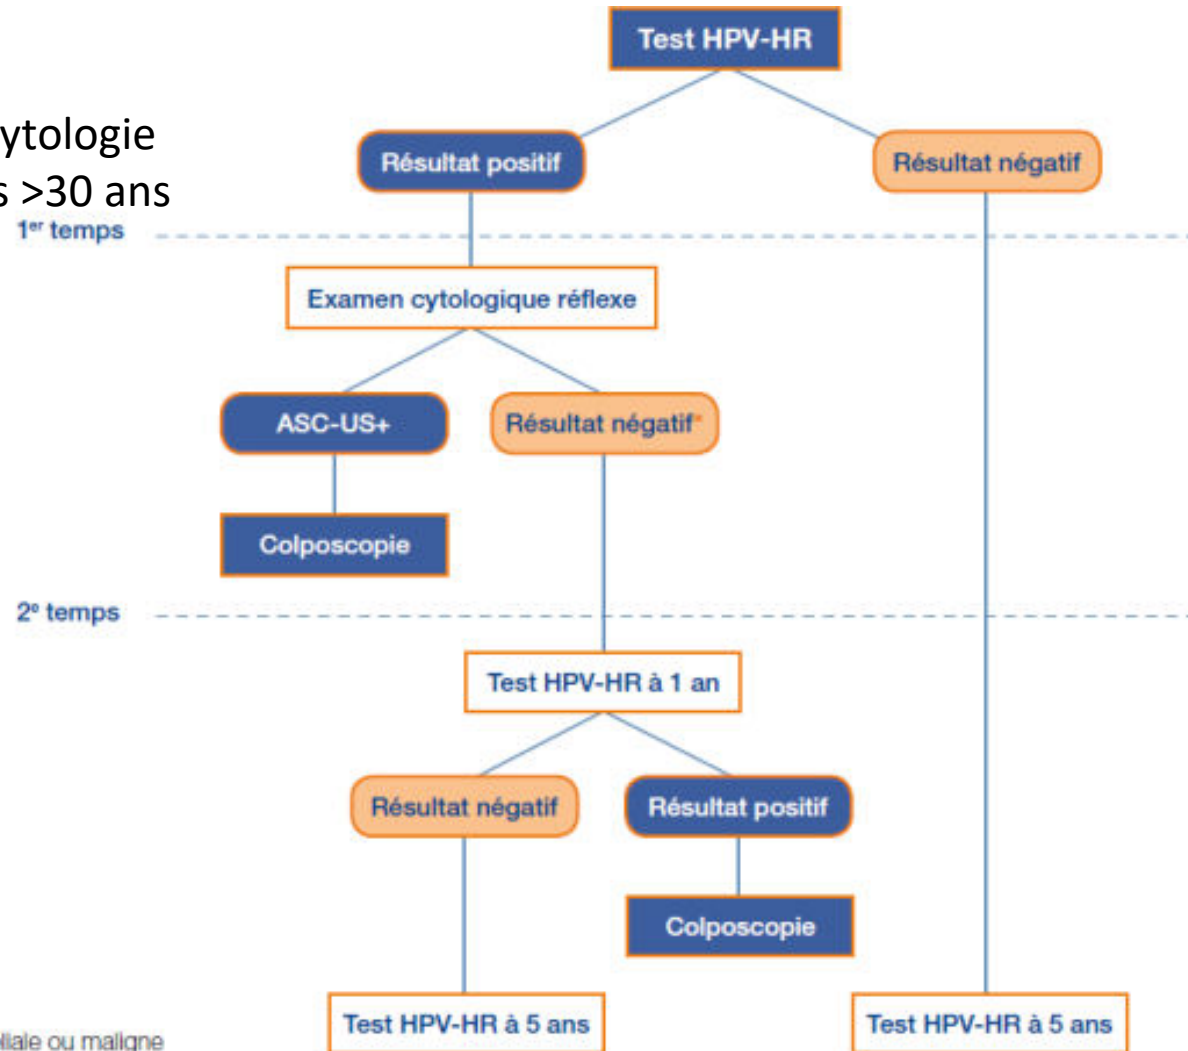 Test HPV-HR
ytologie
s >30 ans
Résultat positif
Résultat négatif
1er temps
Examen cytologique réflexe
ASC-US+
Résultat négatif*
Colposcopie
2e temps
Test HPV-HR à 1 an
Résultat négatif
Résultat positif
Colposcopie
Test HPV-HR à 5 ans
Test HPV-HR à 5 ans
liale ou maligne